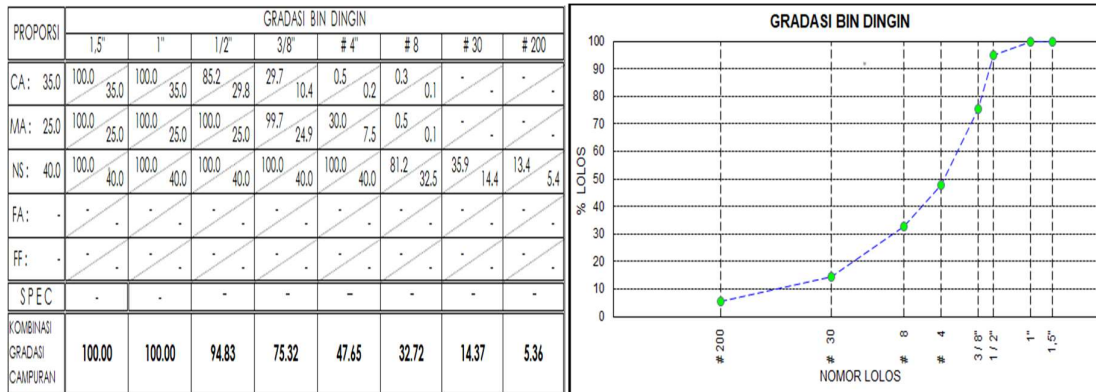 PROPORSI GRADASI BIN DINGIN
1,5" 1" 1/2" 3/8" # 4" # 8 # 30 # 200
CA : 35.0 100.0 35.0 100.0 35.0 85.2 29.8 29.7 10.4 0.5 0.2 0.3 0.1 - - - -
MA : 25.0 100.0 25.0 100.0 25.0 100.0 25.0 99.7 24.9 30.0 7.5 0.5 0.1 - - - -
NS : 40.0 100.0 40.0 100.0 40.0 100.0 40.0 100.0 40.0 100.0 40.0 81.2 32.5 35.9 14.4 13.4 5.4
FA : - - - - - - - - - - - - - - - - -
FF : - - - - - - - - - - - - - - - - -
SPEC - - - - - - - -
KOMBINASI
GRADASI
CAMPURAN
100.00 100.00 94.83 75.32 47.65 32.72 14.37 5.36
GRADASI BIN DINGIN
% LOLOS
100
90
80
70
60
50
40
30
20
10
0
# 200 # 30 # 8 # 4 3 / 8" 1 / 2" 1" 1,5"
NOMOR LOLOS